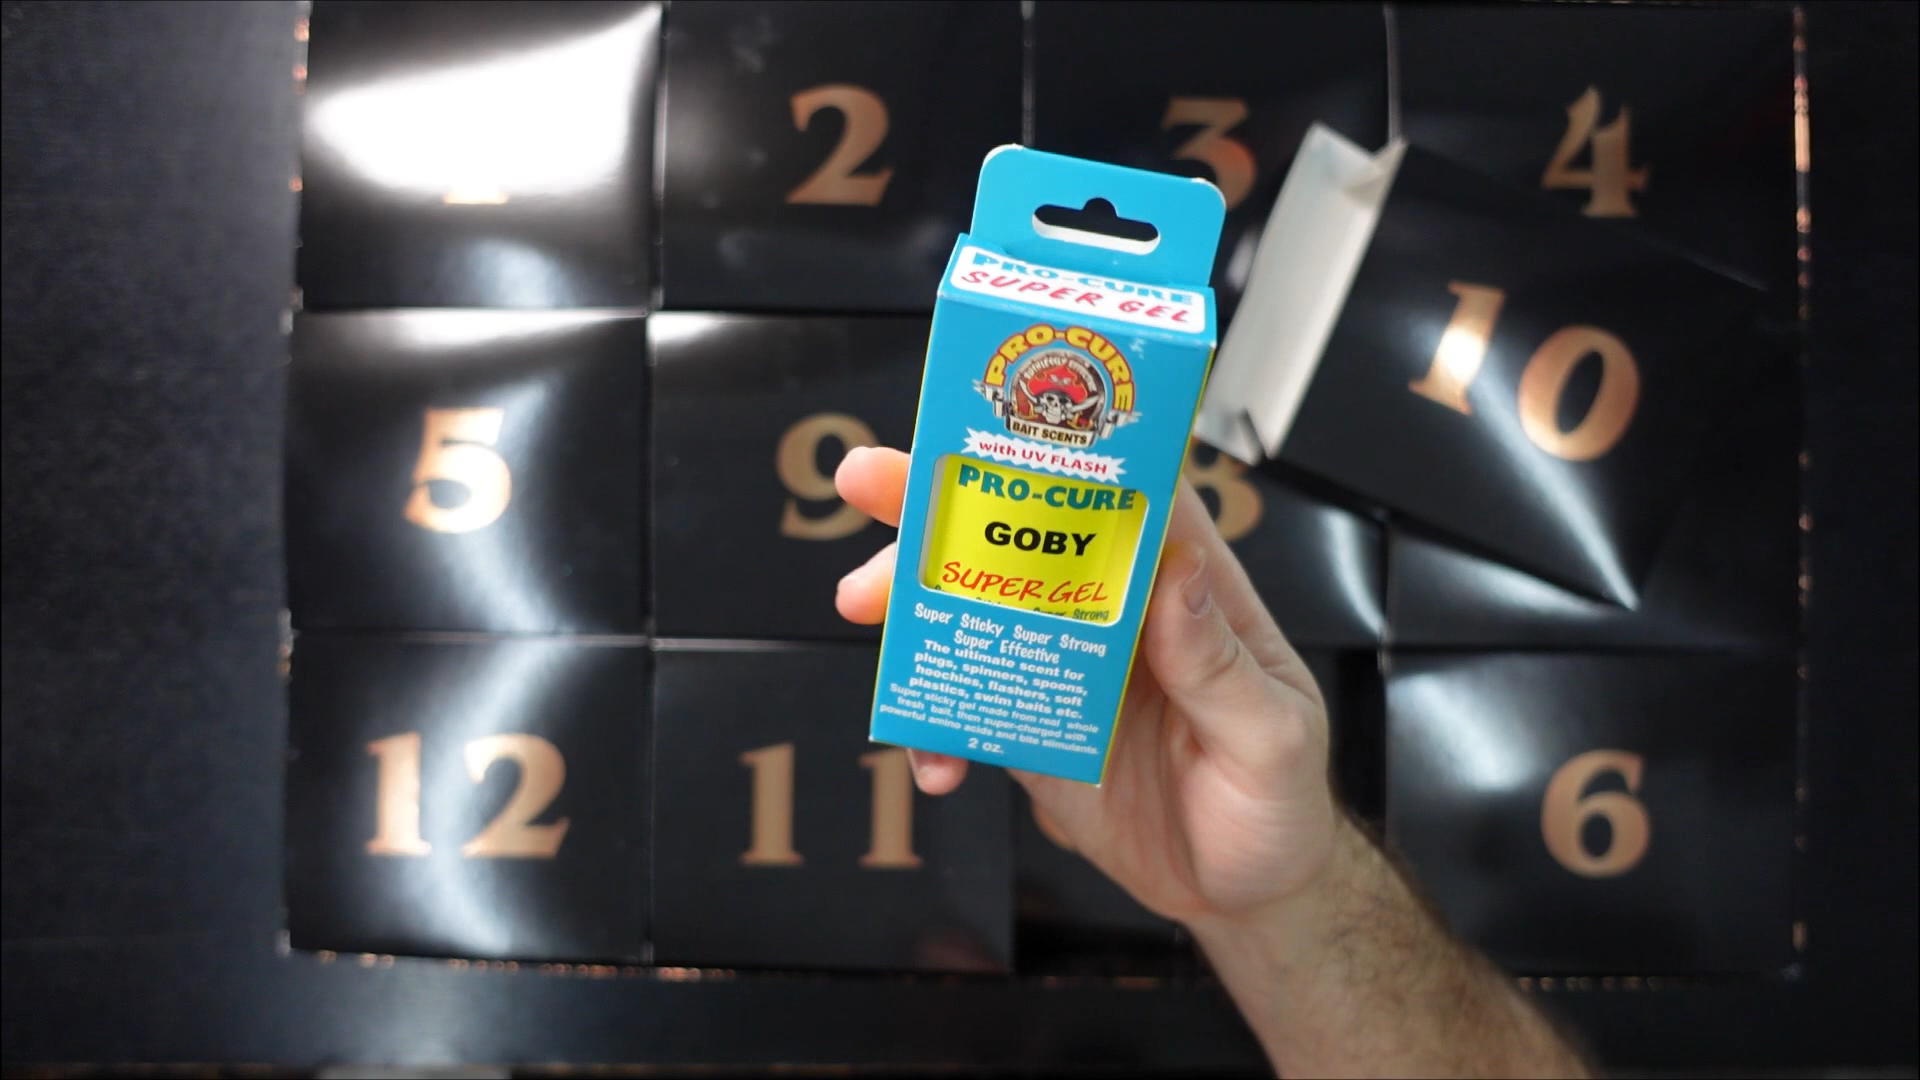 2
3
4
10
5
9
8
12
11
6
PRO-CURE
SUPER GEL
PRO-CURE
BAIT SCENTS
with UV FLASH
PRO-CURE
GOBY
SUPER GEL
Super Strong
Super Sticky Super Strong
Super Effective
The ultimate scent for
plugs, spinners, spoons,
hoochies, flashers, soft
plastics, swim baits etc.
Super sticky gel made from real whole
fresh bait, then super-charged with
powerful amino acids and bite stimulants.
2 oz.